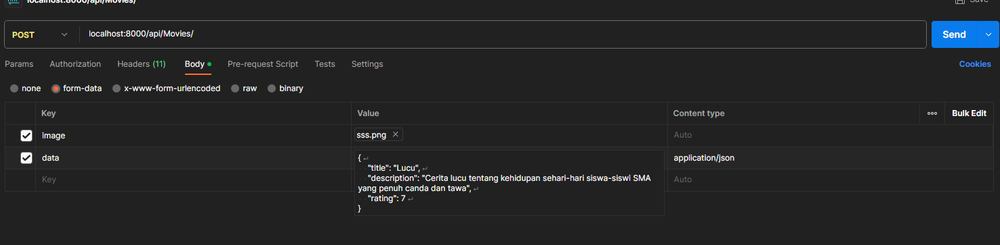 localhost:8000/api/Movies/
Save
POST
localhost:8000/api/Movies/
Send
Params Authorization Headers (11) Body Pre-request Script Tests Settings Cookies
none form-data x-www-form-urlencoded raw binary
Key Value Content type Bulk Edit
image sss.png Auto
data { application/json
"title": "Lucu",
"description": "Cerita lucu tentang kehidupan sehari-hari siswa-siswi SMA
yang penuh canda dan tawa",
"rating": 7
}
Key Auto